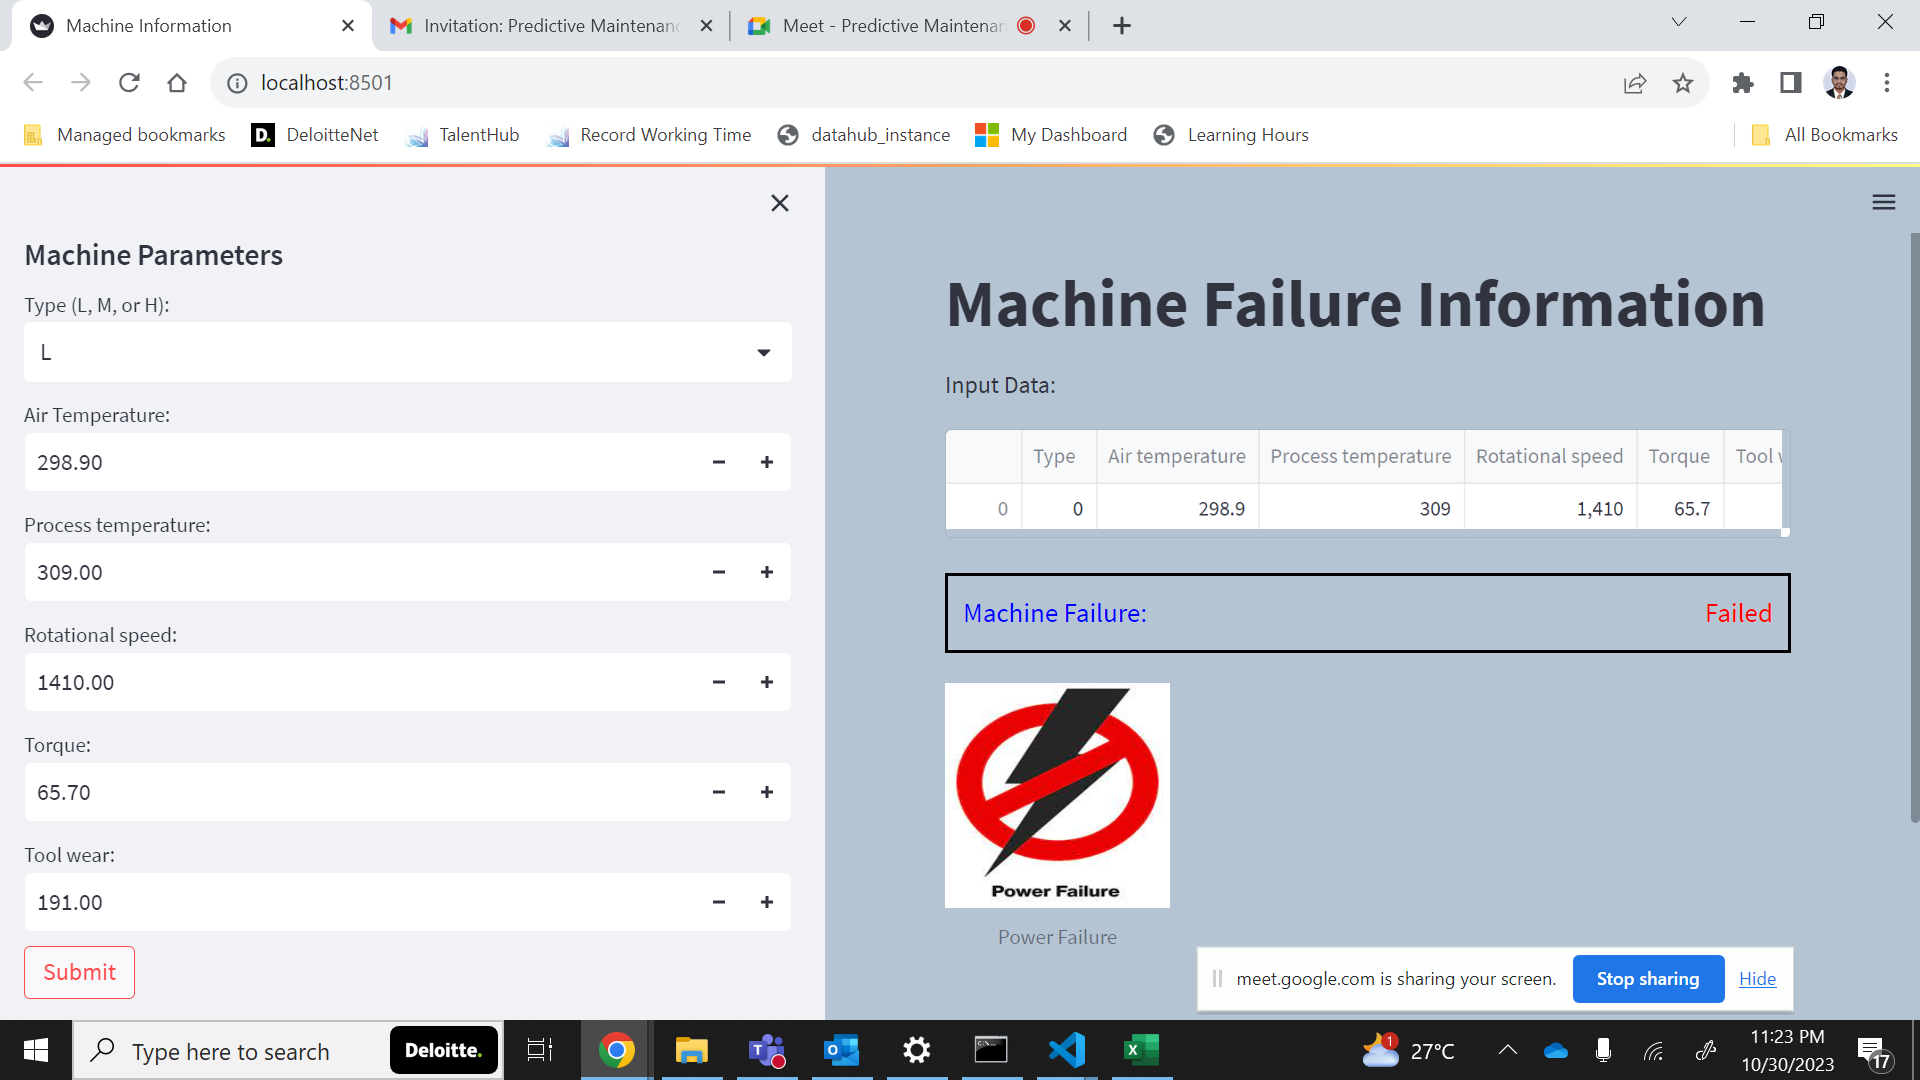 Machine Information
Invitation: Predictive Maintenanc
Meet - Predictive Maintenan
localhost:8501
Managed bookmarks
D.
DeloitteNet
TalentHub
Record Working Time
datahub_instance
My Dashboard
Learning Hours
All Bookmarks
Machine Parameters
Type (L, M, or H):
L
Air Temperature:
298.90
Process temperature:
309.00
Rotational speed:
1410.00
Torque:
65.70
Tool wear:
191.00
Submit
Machine Failure Information
Input Data:
Type Air temperature Process temperature Rotational speed Torque Tool
0 0 298.9 309 1,410 65.7
Machine Failure: Failed
Power Failure
Power Failure
meet.google.com is sharing your screen. Stop sharing Hide
Type here to search
Deloitte.
1
27°C
11:23 PM
10/30/2023
17